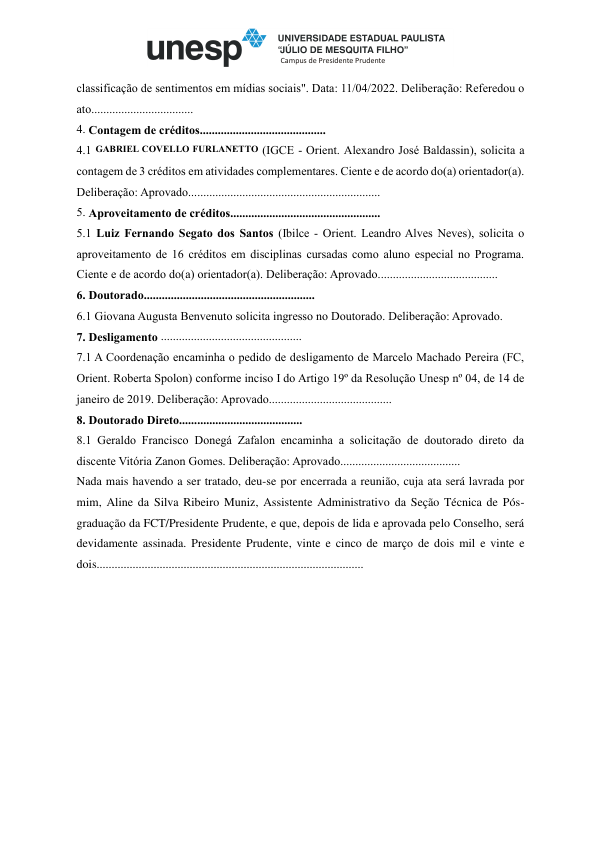 unesp
UNIVERSIDADE ESTADUAL PAULISTA
"JÚLIO DE MESQUITA FILHO"
Campus de Presidente Prudente
classificação de sentimentos em mídias sociais". Data: 11/04/2022. Deliberação: Referedou o
ato..................................
4. Contagem de créditos..........................................
4.1 GABRIEL COVELLO FURLANETTO (IGCE - Orient. Alexandro José Baldassin), solicita a
contagem de 3 créditos em atividades complementares. Ciente e de acordo do(a) orientador(a).
Deliberação: Aprovado................................................................
5. Aproveitamento de créditos..................................................
5.1 Luiz Fernando Segato dos Santos (Ibilce - Orient. Leandro Alves Neves), solicita o
aproveitamento de 16 créditos em disciplinas cursadas como aluno especial no Programa.
Ciente e de acordo do(a) orientador(a). Deliberação: Aprovado........................................
6. Doutorado.........................................................
6.1 Giovana Augusta Benvenuto solicita ingresso no Doutorado. Deliberação: Aprovado.
7. Desligamento ...............................................
7.1 A Coordenação encaminha o pedido de desligamento de Marcelo Machado Pereira (FC,
Orient. Roberta Spolon) conforme inciso I do Artigo 19º da Resolução Unesp nº 04, de 14 de
janeiro de 2019. Deliberação: Aprovado.........................................
8. Doutorado Direto.........................................
8.1 Geraldo Francisco Donegá Zafalon encaminha a solicitação de doutorado direto da
discente Vitória Zanon Gomes. Deliberação: Aprovado........................................
Nada mais havendo a ser tratado, deu-se por encerrada a reunião, cuja ata será lavrada por
mim, Aline da Silva Ribeiro Muniz, Assistente Administrativo da Seção Técnica de Pós-
graduação da FCT/Presidente Prudente, e que, depois de lida e aprovada pelo Conselho, será
devidamente assinada. Presidente Prudente, vinte e cinco de março de dois mil e vinte e
dois.........................................................................................